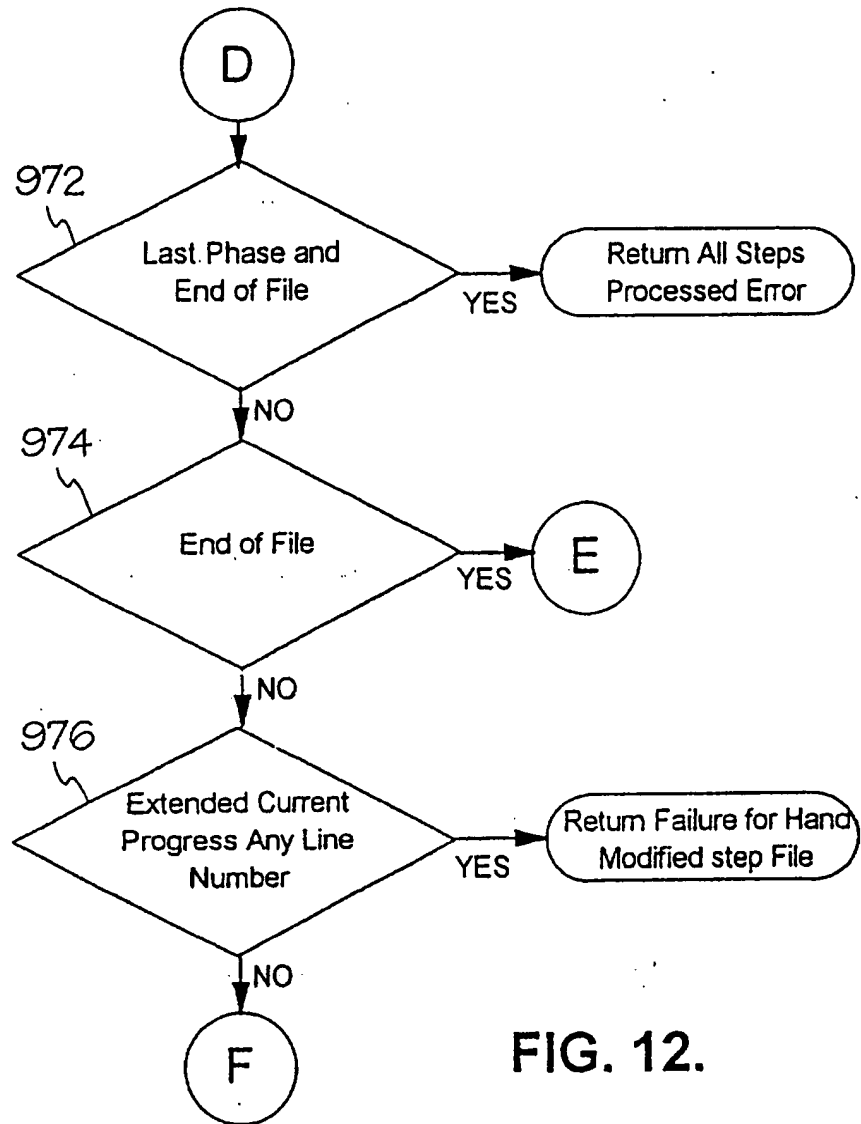 D
972
Last Phase and
End of File
YES
Return All Steps
Processed Error
NO
974
End of File
YES
E
NO
976
Extended Current
Progress Any Line
Number
YES
Return Failure for Hand
Modified step File
NO
F
FIG. 12.